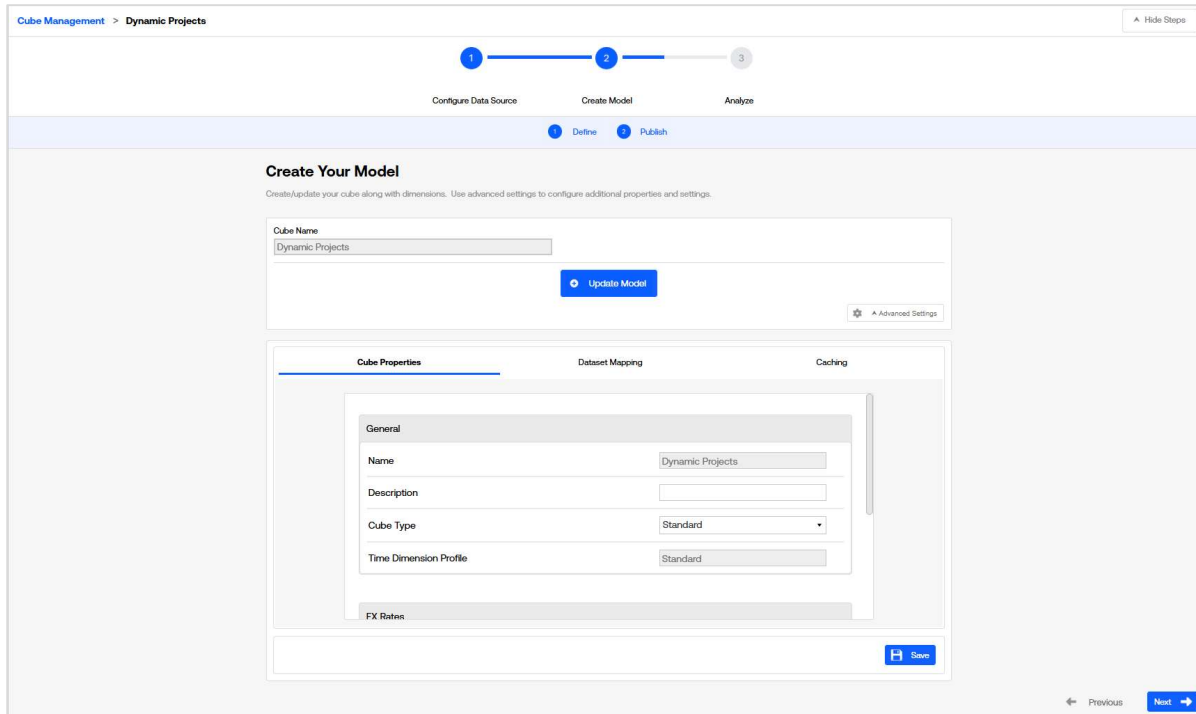 Cube Management > Dynamic Projects
Hide Steps
1 2 3
Configure Data Source Create Model Analyze
1 Define 2 Publish
Create Your Model
Create/update your cube along with dimensions. Use advanced settings to configure additional properties and settings.
Cube Name
Dynamic Projects
Update Model
Advanced Settings
Cube Properties Dataset Mapping Caching
General
Name Dynamic Projects
Description
Cube Type Standard
Time Dimension Profile Standard
FX Rates
Save
Previous Next